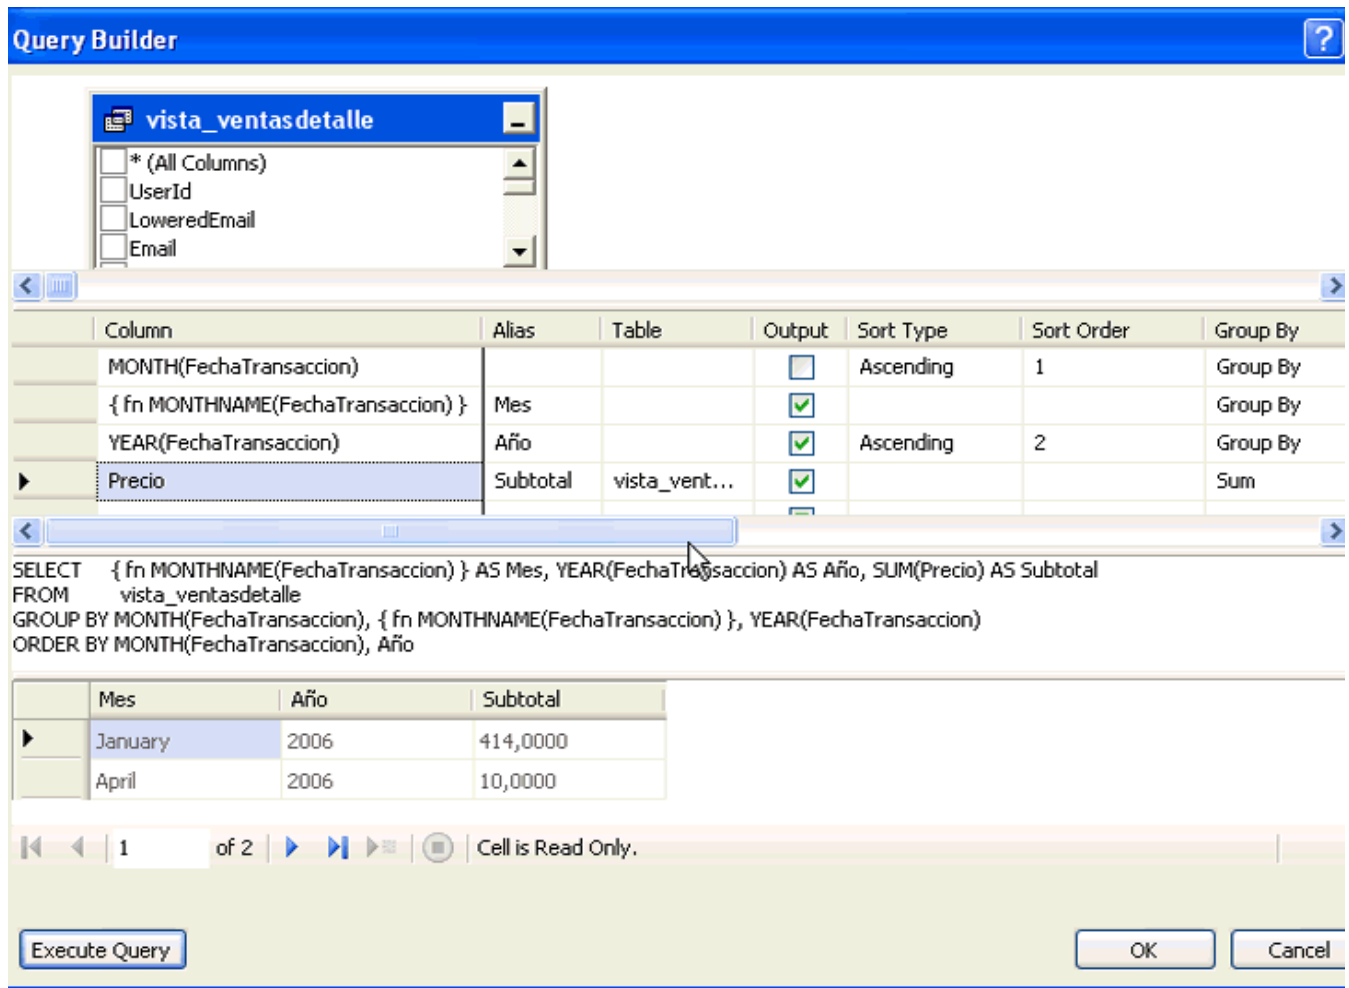 Query Builder
?
vista_ventasdetalle
* (All Columns)
UserId
LoweredEmail
Email
Column Alias Table Output Sort Type Sort Order Group By
MONTH(FechaTransaccion) Ascending 1 Group By
{ fn MONTHNAME(FechaTransaccion) } Mes Group By
YEAR(FechaTransaccion) Año Ascending 2 Group By
Precio Subtotal vista_vent... Sum
SELECT { fn MONTHNAME(FechaTransaccion) } AS Mes, YEAR(FechaTransaccion) AS Año, SUM(Precio) AS Subtotal
FROM vista_ventasdetalle
GROUP BY MONTH(FechaTransaccion), { fn MONTHNAME(FechaTransaccion) }, YEAR(FechaTransaccion)
ORDER BY MONTH(FechaTransaccion), Año
Mes Año Subtotal
January 2006 414,0000
April 2006 10,0000
1 of 2 Cell is Read Only.
Execute Query OK Cancel